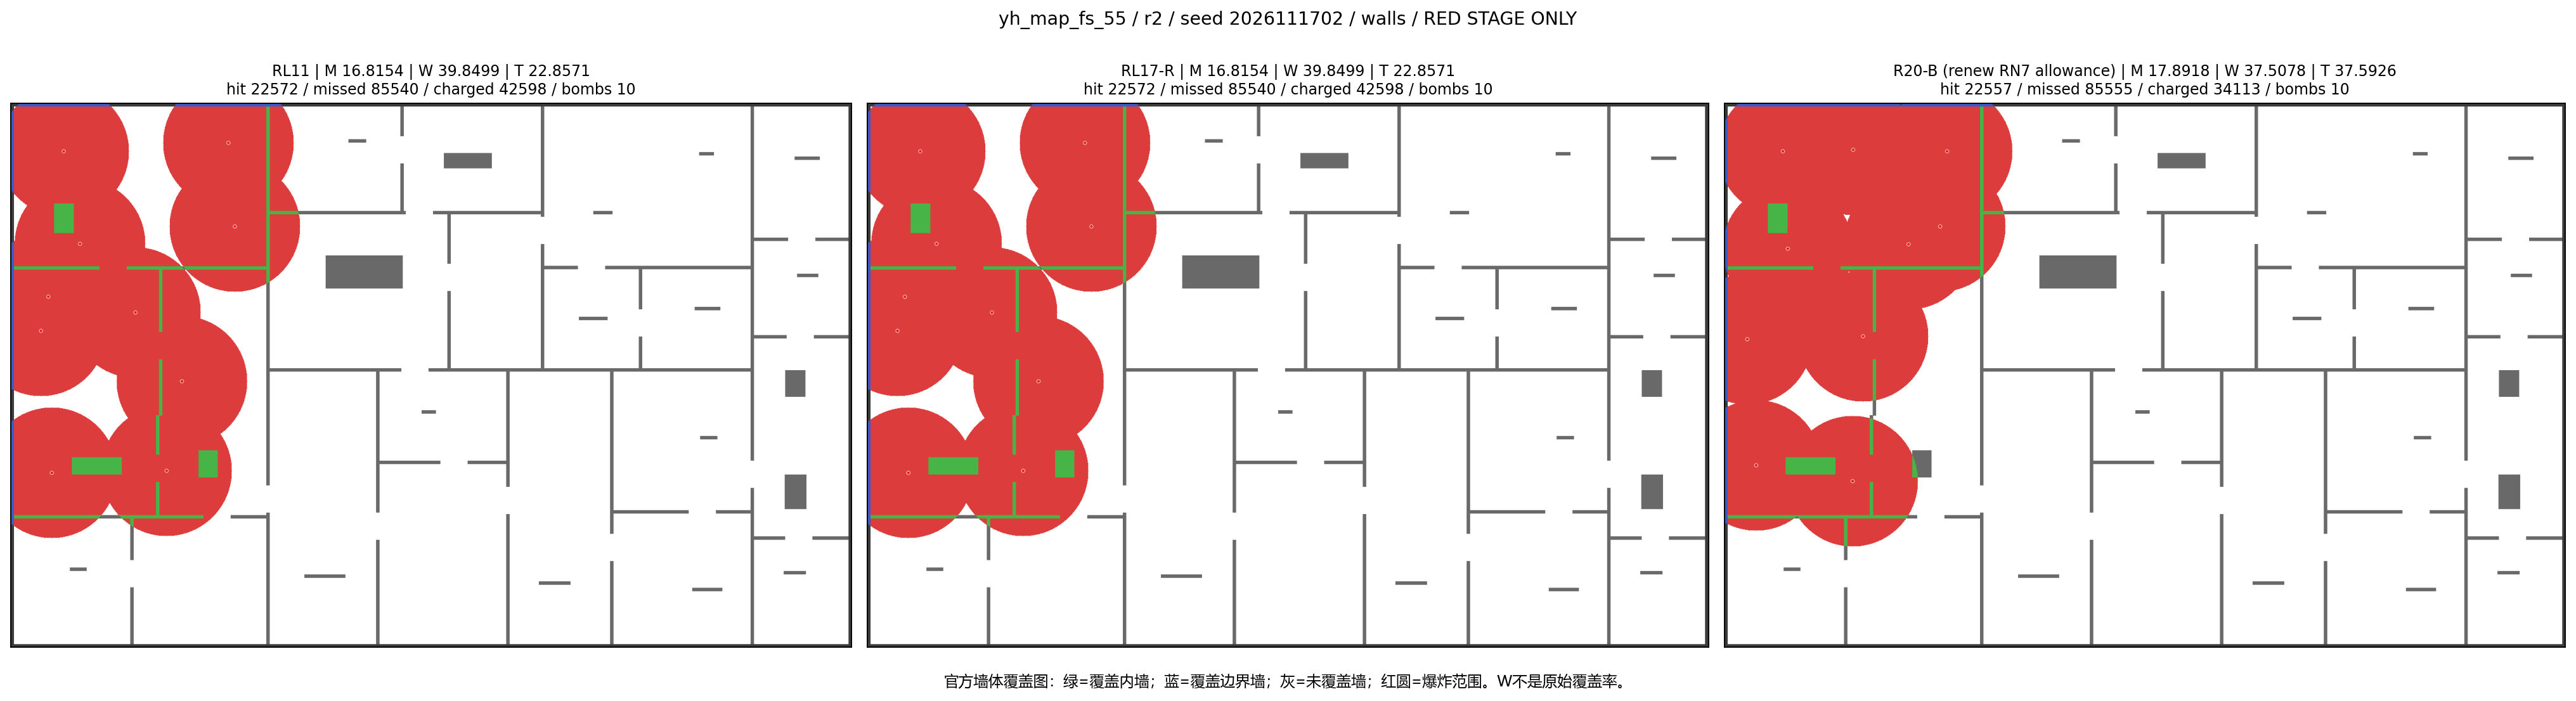 yh_map_fs_55 / r2 / seed 2026111702 / walls / RED STAGE ONLY
RL11 | M 16.8154 | W 39.8499 | T 22.8571
hit 22572 / missed 85540 / charged 42598 / bombs 10
RL17-R | M 16.8154 | W 39.8499 | T 22.8571
hit 22572 / missed 85540 / charged 42598 / bombs 10
R20-B (renew RN7 allowance) | M 17.8918 | W 37.5078 | T 37.5926
hit 22557 / missed 85555 / charged 34113 / bombs 10
官方墙体覆盖图：绿=覆盖内墙；蓝=覆盖边界墙；灰=未覆盖墙；红圆=爆炸范围。W不是原始覆盖率。